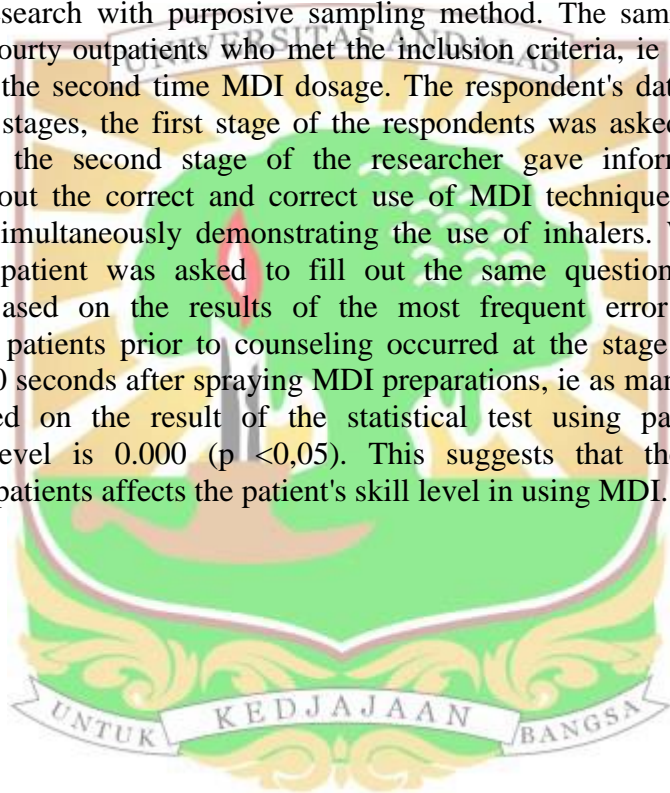 search with purposive sampling method. The sam
UNIVERSITAS ANDALAS
ourty outpatients who met the inclusion criteria, ie
the second time MDI dosage. The respondent's dat
stages, the first stage of the respondents was asked
the second stage of the researcher gave inform
out the correct and correct use of MDI technique
imultaneously demonstrating the use of inhalers.
patient was asked to fill out the same question
ased on the results of the most frequent error
patients prior to counseling occurred at the stage
0 seconds after spraying MDI preparations, ie as man
ed on the result of the statistical test using pa
evel is 0.000 (p <0,05). This suggests that th
patients affects the patient's skill level in using MDI.
UNTUK KEDJAJAAN BANGSA